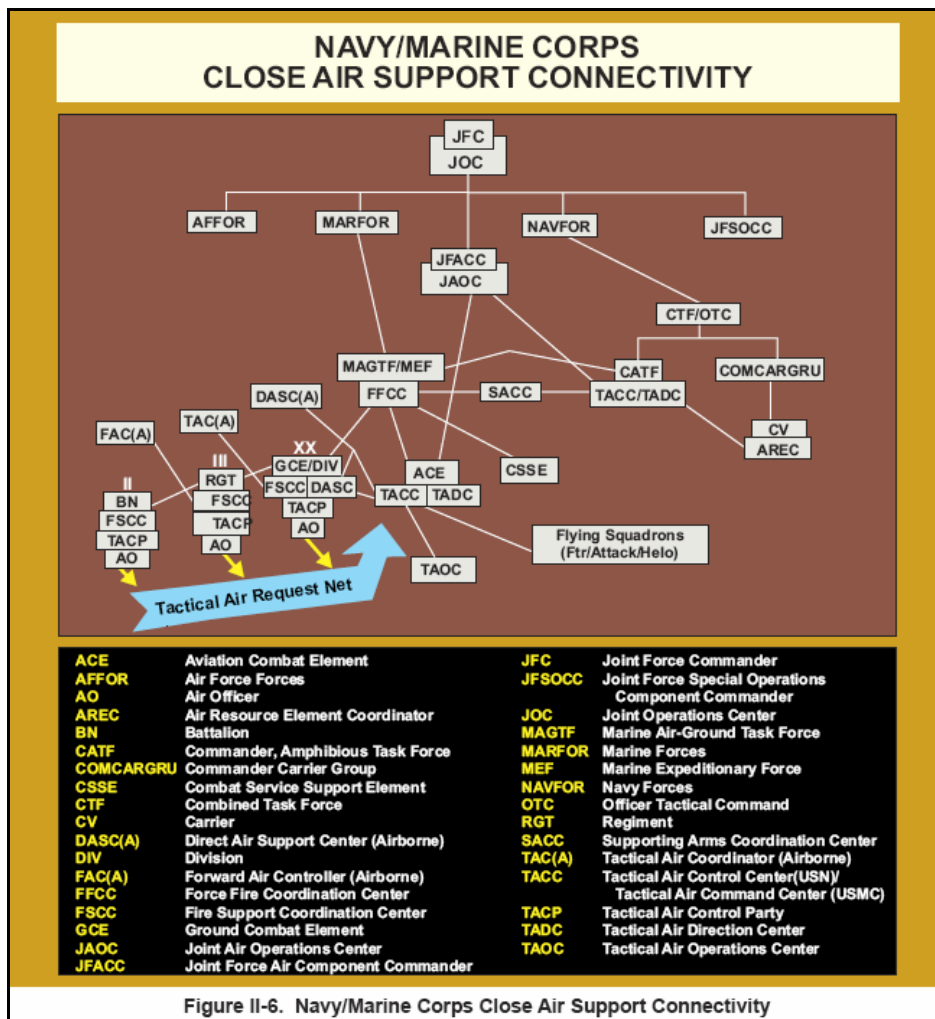 NAVY/MARINE CORPS
CLOSE AIR SUPPORT CONNECTIVITY
JFC
JOC
AFFOR
MARFOR
NAVFOR
JFSOCC
JFACC
JAOC
CTF/OTC
MAGTF/MEF
FFCC
SACC
CATF
TACC/TADC
COMCARGRU
CV
AREC
DASC(A)
TAC(A)
FAC(A)
XX
GCE/DIV
FSCC DASC
TACP
AO
III
RGT
FSCC
TACP
AO
II
BN
FSCC
TACP
AO
ACE
TACC TADC
CSSE
TAOC
Flying Squadrons
(Ftr/Attack/Helo)
Tactical Air Request Net
ACE Aviation Combat Element
AFFOR Air Force Forces
AO Air Officer
AREC Air Resource Element Coordinator
BN Battalion
CATF Commander, Amphibious Task Force
COMCARGRU Commander Carrier Group
CSSE Combat Service Support Element
CTF Combined Task Force
CV Carrier
DASC(A) Direct Air Support Center (Airborne)
DIV Division
FAC(A) Forward Air Controller (Airborne)
FFCC Force Fire Coordination Center
FSCC Fire Support Coordination Center
GCE Ground Combat Element
JAOC Joint Air Operations Center
JFACC Joint Force Air Component Commander
JFC Joint Force Commander
JFSOCC Joint Force Special Operations
Component Commander
JOC Joint Operations Center
MAGTF Marine Air-Ground Task Force
MARFOR Marine Forces
MEF Marine Expeditionary Force
NAVFOR Navy Forces
OTC Officer Tactical Command
RGT Regiment
SACC Supporting Arms Coordination Center
TAC(A) Tactical Air Coordinator (Airborne)
TACC Tactical Air Control Center(USN)/
Tactical Air Command Center (USMC)
TACP Tactical Air Control Party
TADC Tactical Air Direction Center
TAOC Tactical Air Operations Center
Figure II-6. Navy/Marine Corps Close Air Support Connectivity